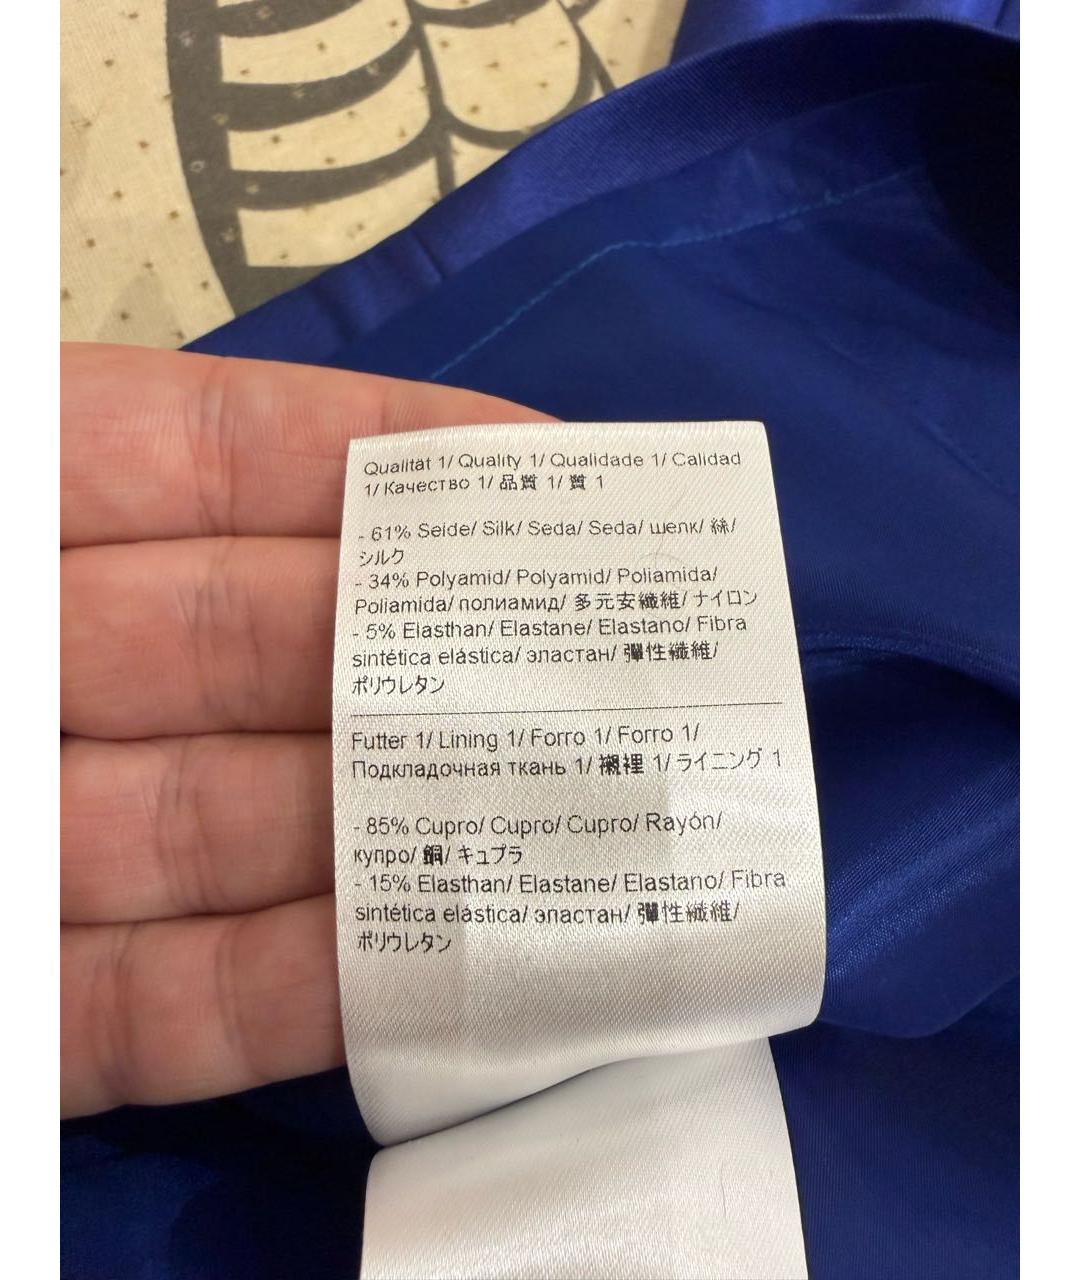 Qualität 1/ Quality 1/ Qualidade 1/ Calidad
1/ Качество 1/ 品質 1/ 質 1
- 61% Seide/ Silk/ Seda/ Seda/ шелк/ 絲/
シルク
- 34% Polyamid/ Polyamid/ Poliamida/
Poliamida/ полиамид/ 多元安纖維/ ナイロン
- 5% Elasthan/ Elastane/ Elastano/ Fibra
sintética elástica/ эластан/ 彈性纖維/
ポリウレタン
Futter 1/ Lining 1/ Forro 1/ Forro 1/
Подкладочная ткань 1/ 襯裡 1/ ライニング 1
- 85% Cupro/ Cupro/ Cupro/ Rayón/
купро/ 銅/ キュプラ
- 15% Elasthan/ Elastane/ Elastano/ Fibra
sintética elástica/ эластан/ 彈性纖維/
ポリウレタン